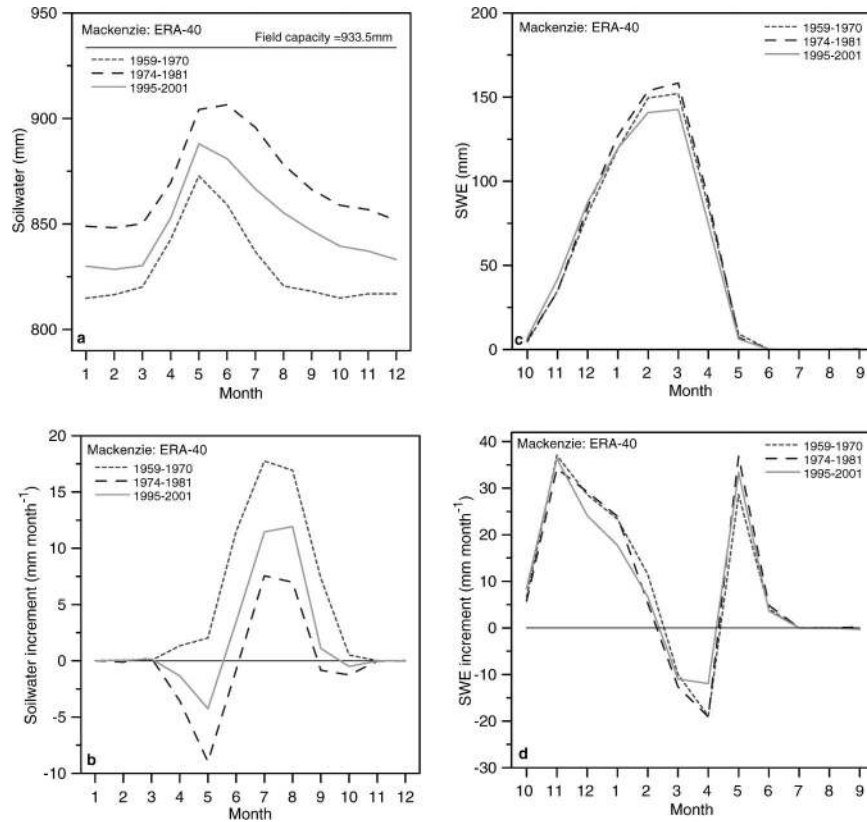 950
900
850
800
Soilwater (mm)
Mackenzie: ERA-40
Field capacity =933.5mm
1959-1970
1974-1981
1995-2001
a
1 2 3 4 5 6 7 8 9 10 11 12
Month
200
150
100
50
0
SWE (mm)
Mackenzie: ERA-40
1959-1970
1974-1981
1995-2001
c
10 11 12 1 2 3 4 5 6 7 8 9
Month
20
15
10
5
0
-5
-10
Soilwater increment (mm month⁻¹)
Mackenzie: ERA-40
1959-1970
1974-1981
1995-2001
b
1 2 3 4 5 6 7 8 9 10 11 12
Month
40
30
20
10
0
-10
-20
-30
SWE increment (mm month⁻¹)
Mackenzie: ERA-40
1959-1970
1974-1981
1995-2001
d
10 11 12 1 2 3 4 5 6 7 8 9
Month